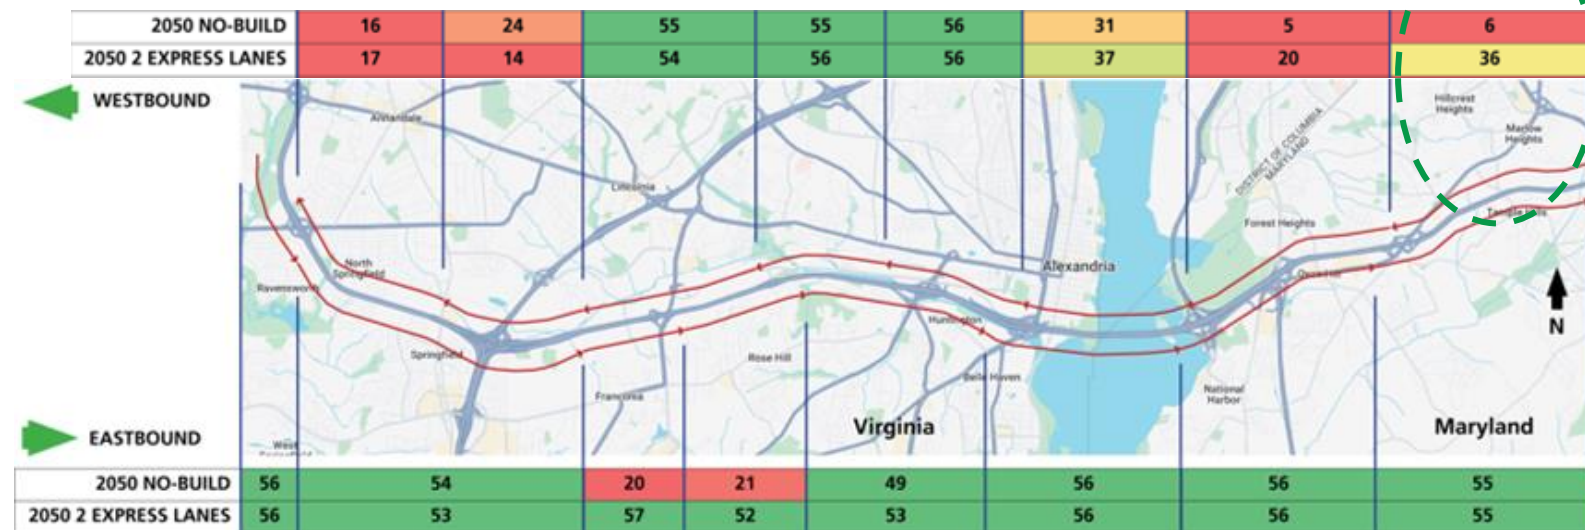 2050 NO-BUILD 16 24 55 55 56 31 5 6
2050 2 EXPRESS LANES 17 14 54 56 56 37 20 36
WESTBOUND
Annandale
Hillcrest
Heights
Marlow
Heights
DISTRICT OF COLUMBIA
MARYLAND
Lincolnia
Forest Heights
Temple Hills
North
Springfield
Alexandria
Ravensworth
Oxon Hill
Huntington
N
Springfield
Rose Hill
Belle Haven
Franconia
National
Harbor
Virginia
Maryland
EASTBOUND
West
2050 NO-BUILD 56 54 20 21 49 56 56 55
2050 2 EXPRESS LANES 56 53 57 52 53 56 56 55